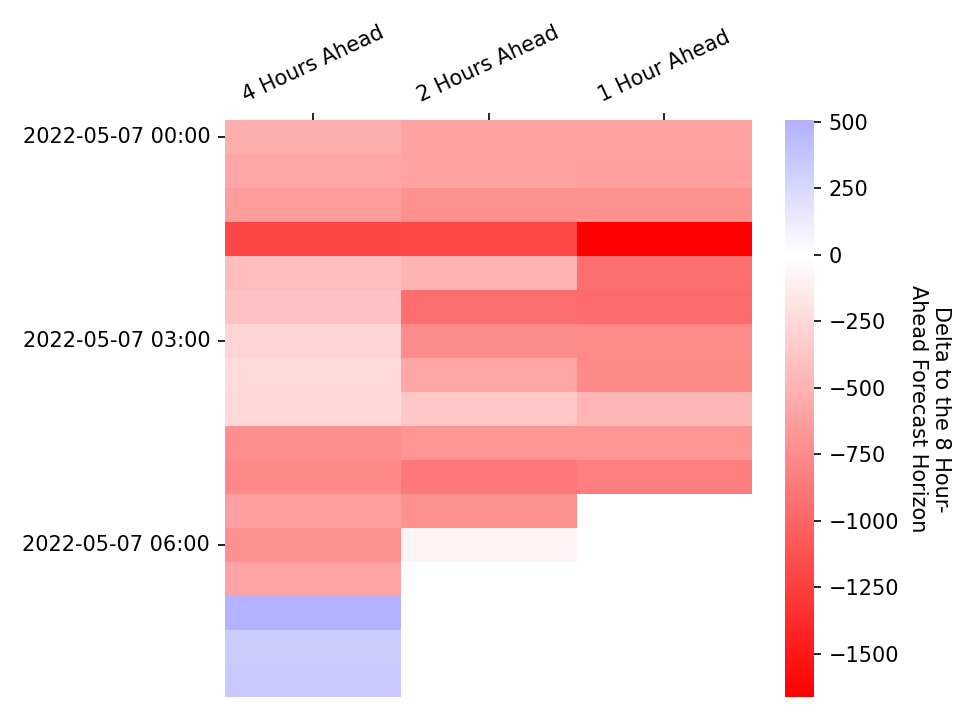 4 Hours Ahead
2 Hours Ahead
1 Hour Ahead
2022-05-07 00:00
2022-05-07 03:00
2022-05-07 06:00
500
250
0
−250
−500
−750
−1000
−1250
−1500
Delta to the 8 Hour-
Ahead Forecast Horizon